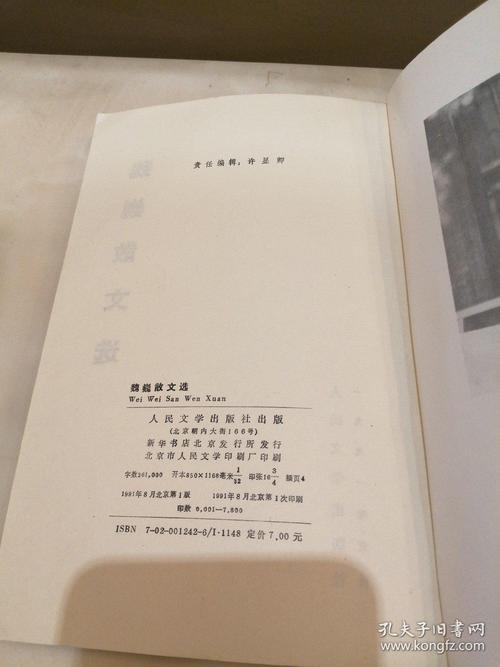 责任编辑：许显卿
魏巍散文选
Wei Wei San Wen Xuan
人民文学出版社出版
（北京朝内大街166号）
新华书店北京发行所发行
北京市人民文学印刷厂印刷
字数261,000 开本850×1168毫米 1/32 印张16 3/4 插页4
1991年8月北京第1版 1991年8月北京第1次印刷
印数 0,001—7,800
ISBN 7-02-001242-6/I·1148 定价7.00元
孔夫子旧书网
kongfz.com